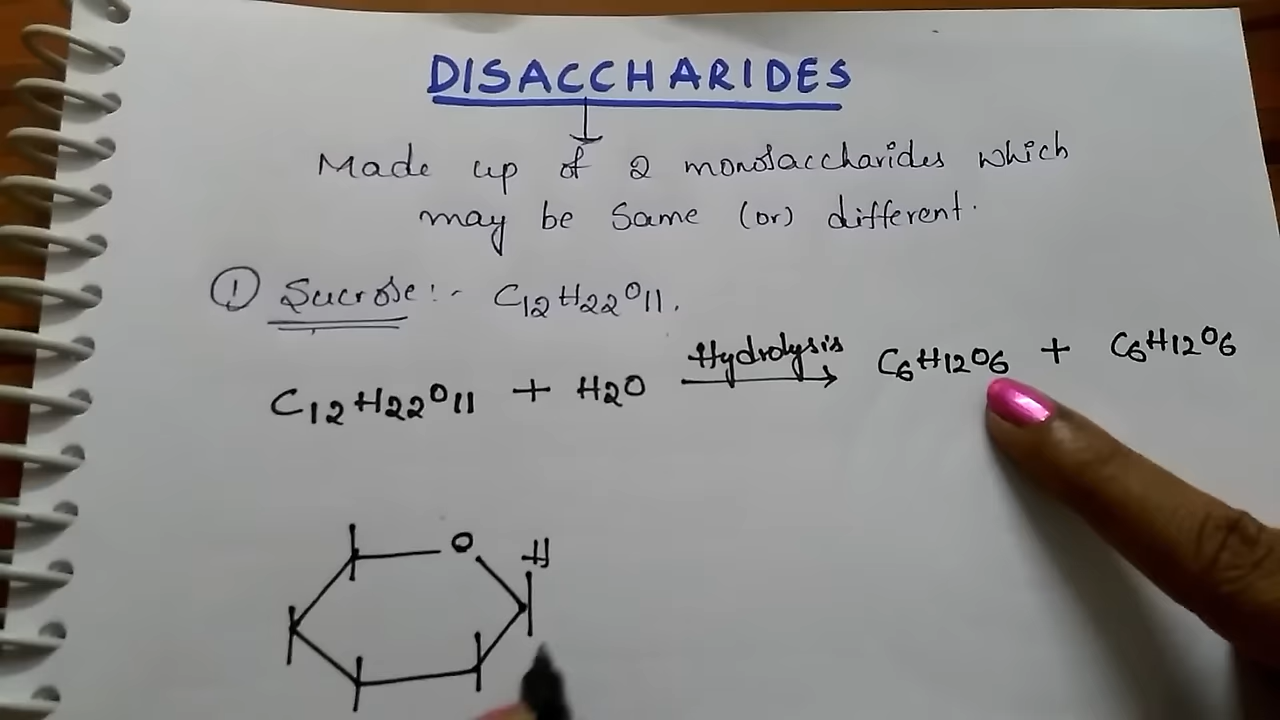 DISACCHARIDES
Made up of 2 monosaccharides which
may be same (or) different.
① Sucrose:- C12H22O11.
C12H22O11 + H2O Hydrolysis → C6H12O6 + C6H12O6
O H